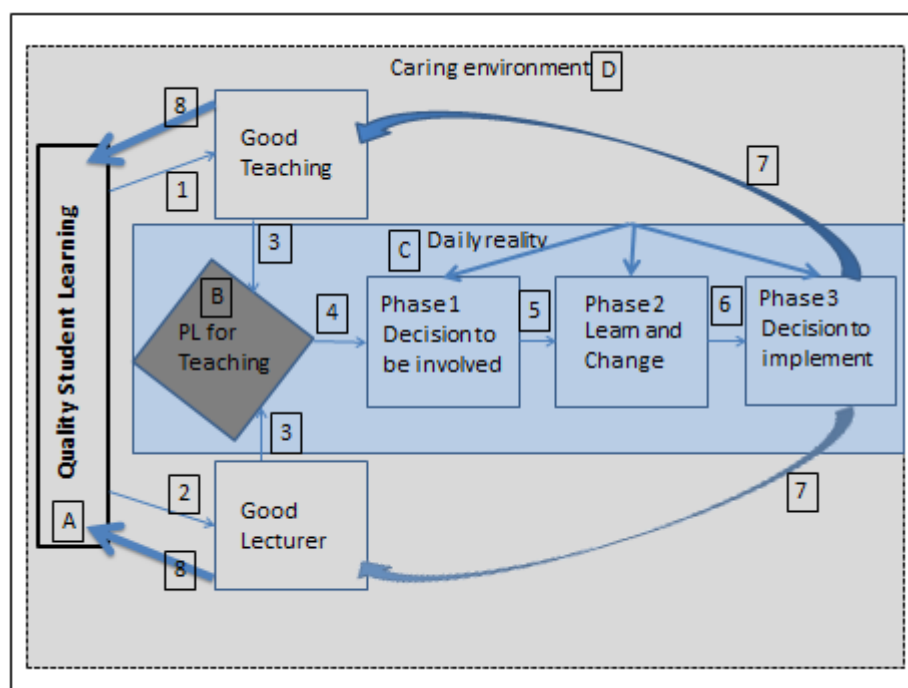 Caring environment D
8
Good
Teaching
1
7
3
C Daily reality
B
PL for
Teaching
4
Phase 1
Decision to
be involved
5
Phase 2
Learn and
Change
6
Phase 3
Decision to
implement
Quality Student Learning
A
3
2
Good
Lecturer
7
8